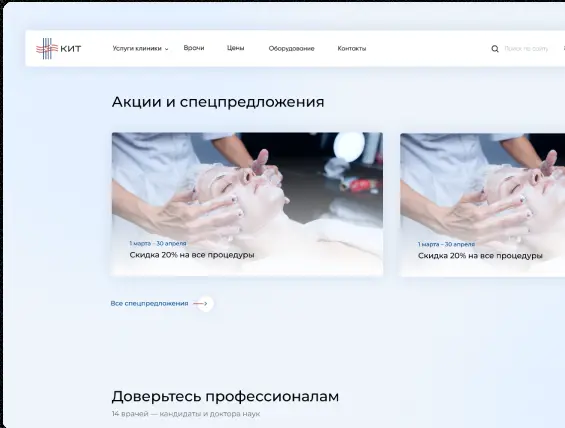 КИТ
Услуги клиники
Врачи
Цены
Оборудование
Контакты
Поиск по сайту
Акции и спецпредложения
1 марта - 30 апреля
Скидка 20% на все процедуры
1 марта - 30 апреля
Скидка 20% на все процедуры
Все спецпредложения
Доверьтесь профессионалам
14 врачей — кандидаты и доктора наук